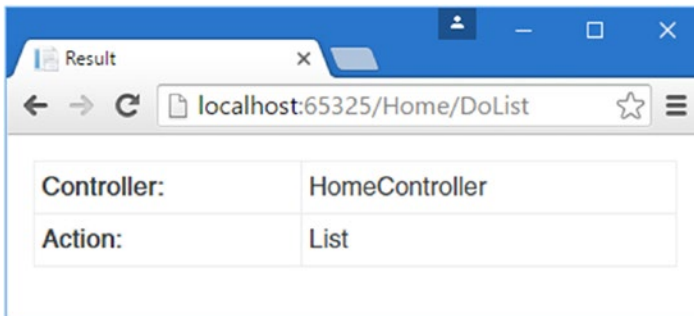 Result
localhost:65325/Home/DoList
Controller: HomeController
Action: List